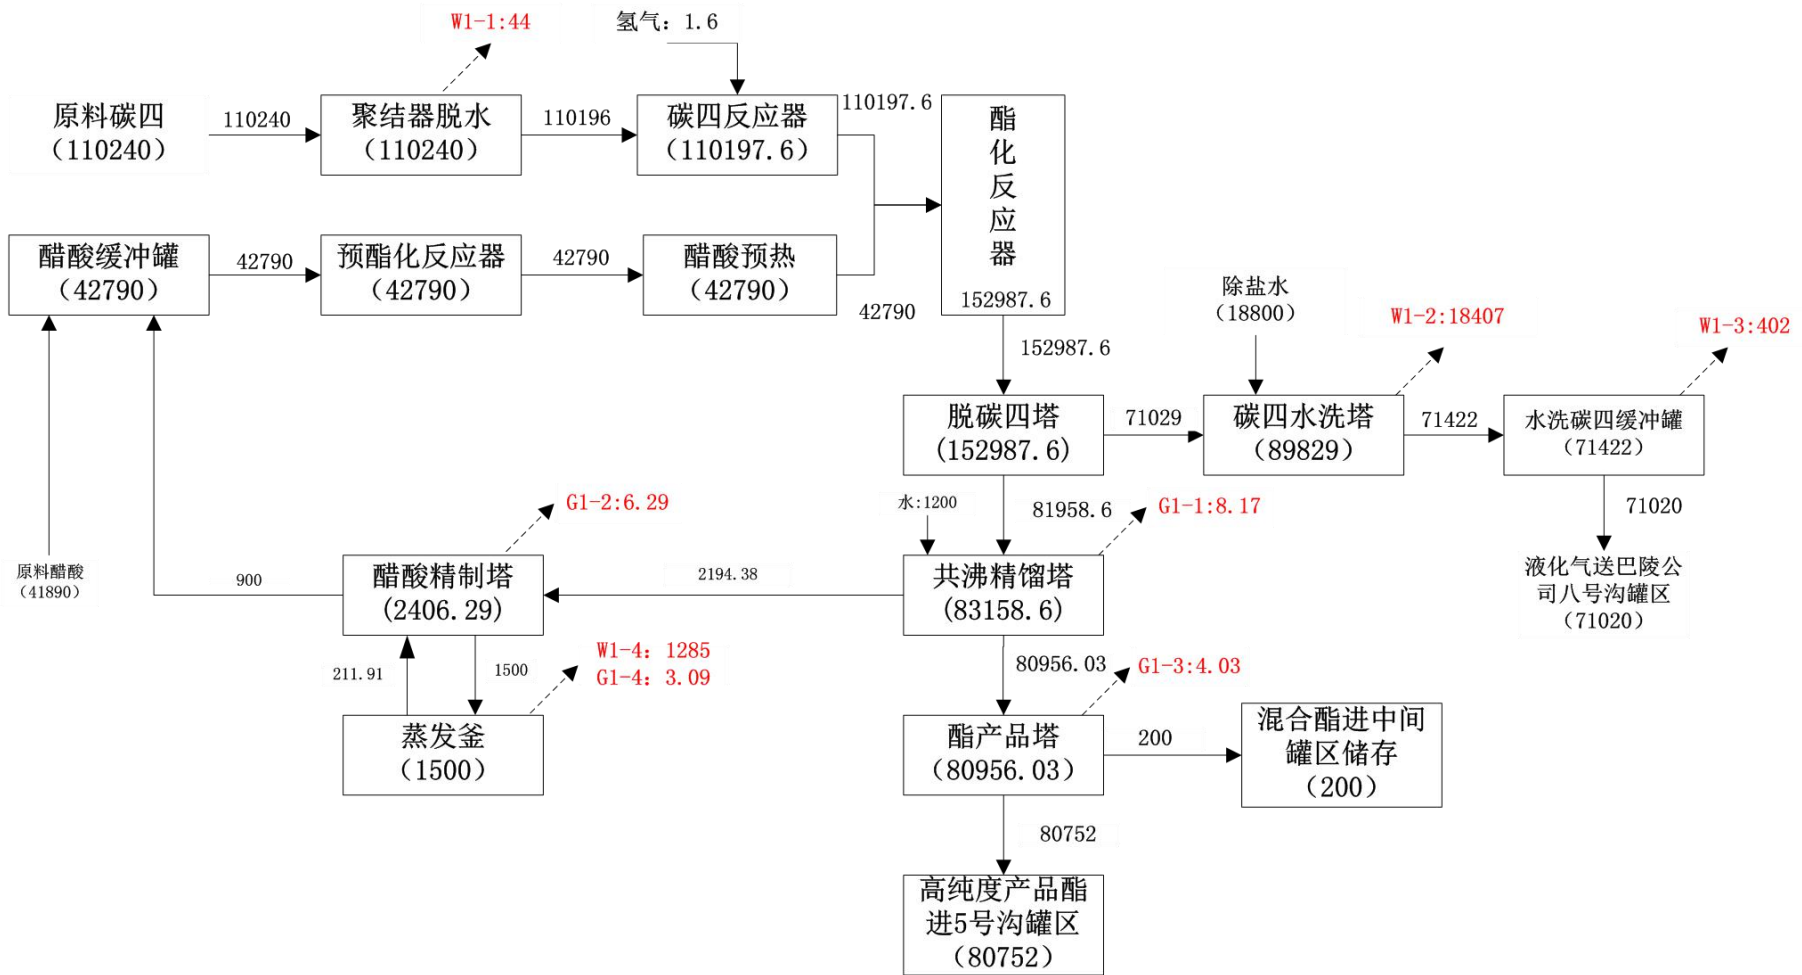 W1-1:44
氢气：1.6
原料碳四
（110240）
110240
聚结器脱水
（110240）
110196
碳四反应器
（110197.6）
110197.6
酯
化
反
应
器
152987.6
醋酸缓冲罐
（42790）
42790
预酯化反应器
（42790）
42790
醋酸预热
（42790）
42790
152987.6
除盐水
（18800）
W1-2:18407
W1-3:402
脱碳四塔
(152987.6)
71029
碳四水洗塔
（89829）
71422
水洗碳四缓冲罐
（71422）
71020
液化气送巴陵公
司八号沟罐区
（71020）
G1-2:6.29
水:1200
81958.6
G1-1:8.17
原料醋酸
（41890）
900
醋酸精制塔
(2406.29)
2194.38
共沸精馏塔
(83158.6)
211.91
1500
W1-4：1285
G1-4：3.09
80956.03
G1-3:4.03
蒸发釜
（1500）
酯产品塔
（80956.03）
200
混合酯进中间
罐区储存
（200）
80752
高纯度产品酯
进5号沟罐区
（80752）